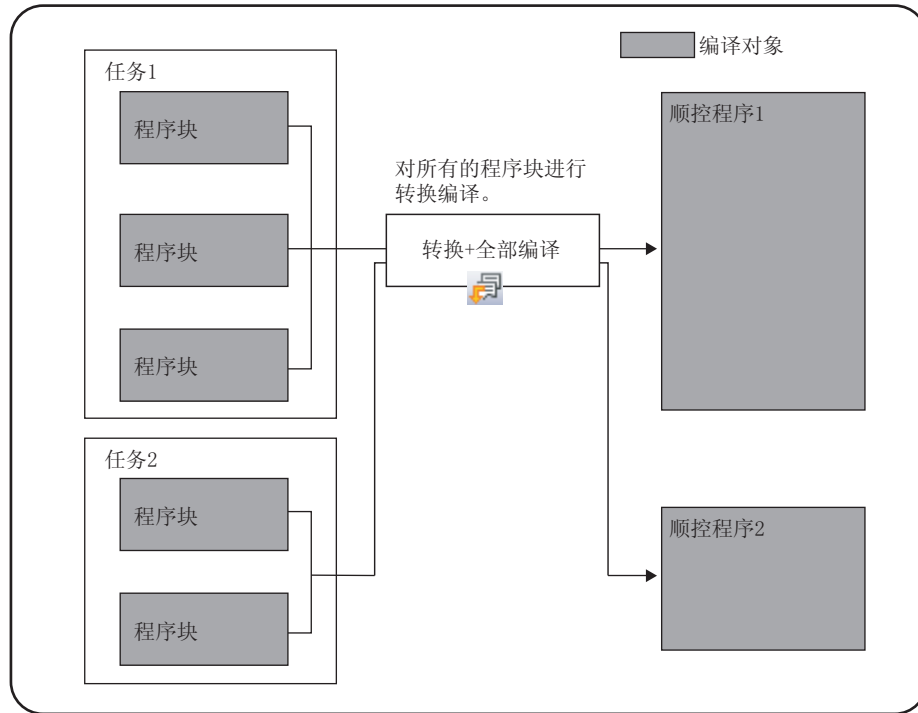 编译对象
任务1
程序块
程序块
程序块
对所有的程序块进行
转换编译。
转换+全部编译
顺控程序1
任务2
程序块
程序块
顺控程序2